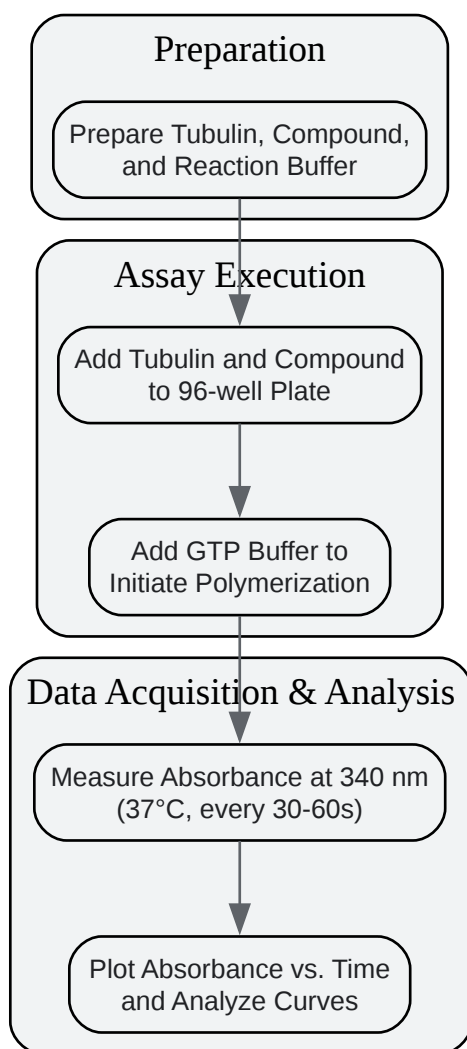 Preparation
Prepare Tubulin, Compound,
and Reaction Buffer
Assay Execution
Add Tubulin and Compound
to 96-well Plate
Add GTP Buffer to
Initiate Polymerization
Data Acquisition & Analysis
Measure Absorbance at 340 nm
(37°C, every 30-60s)
Plot Absorbance vs. Time
and Analyze Curves